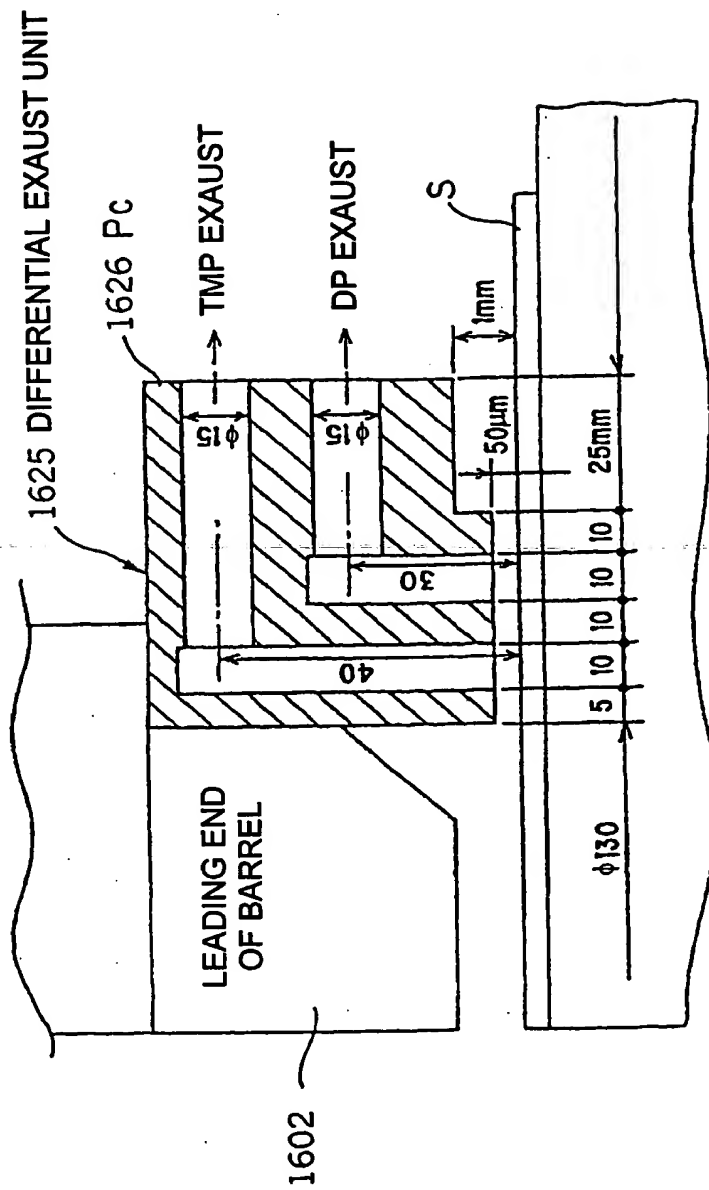 1625 DIFFERENTIAL EXAUST UNIT
1626 Pc
TMP EXAUST
DP EXAUST
φ15
φ15
S
1mm
50μm
30
40
25mm
10
10
10
10
5
φ130
LEADING END
OF BARREL
1602